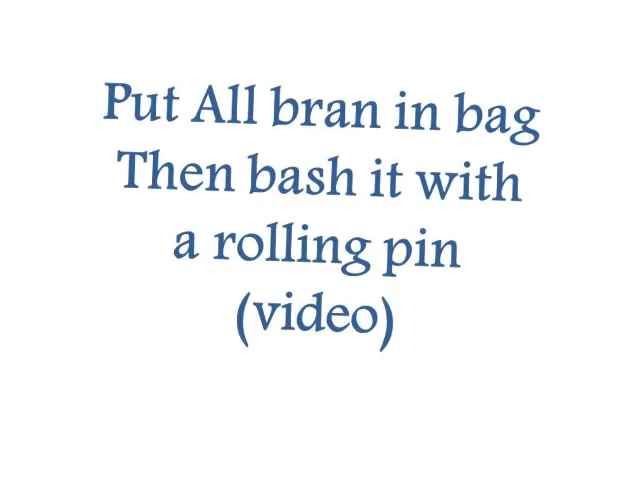 Put All bran in bag
Then bash it with
a rolling pin
(video)